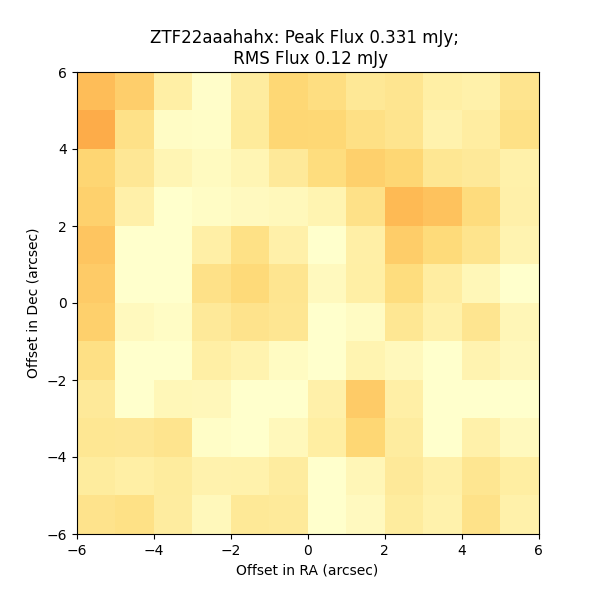 ZTF22aaahahx: Peak Flux 0.331 mJy;
RMS Flux 0.12 mJy
6
4
2
0
−2
−4
−6
Offset in Dec (arcsec)
−6 −4 −2 0 2 4 6
Offset in RA (arcsec)